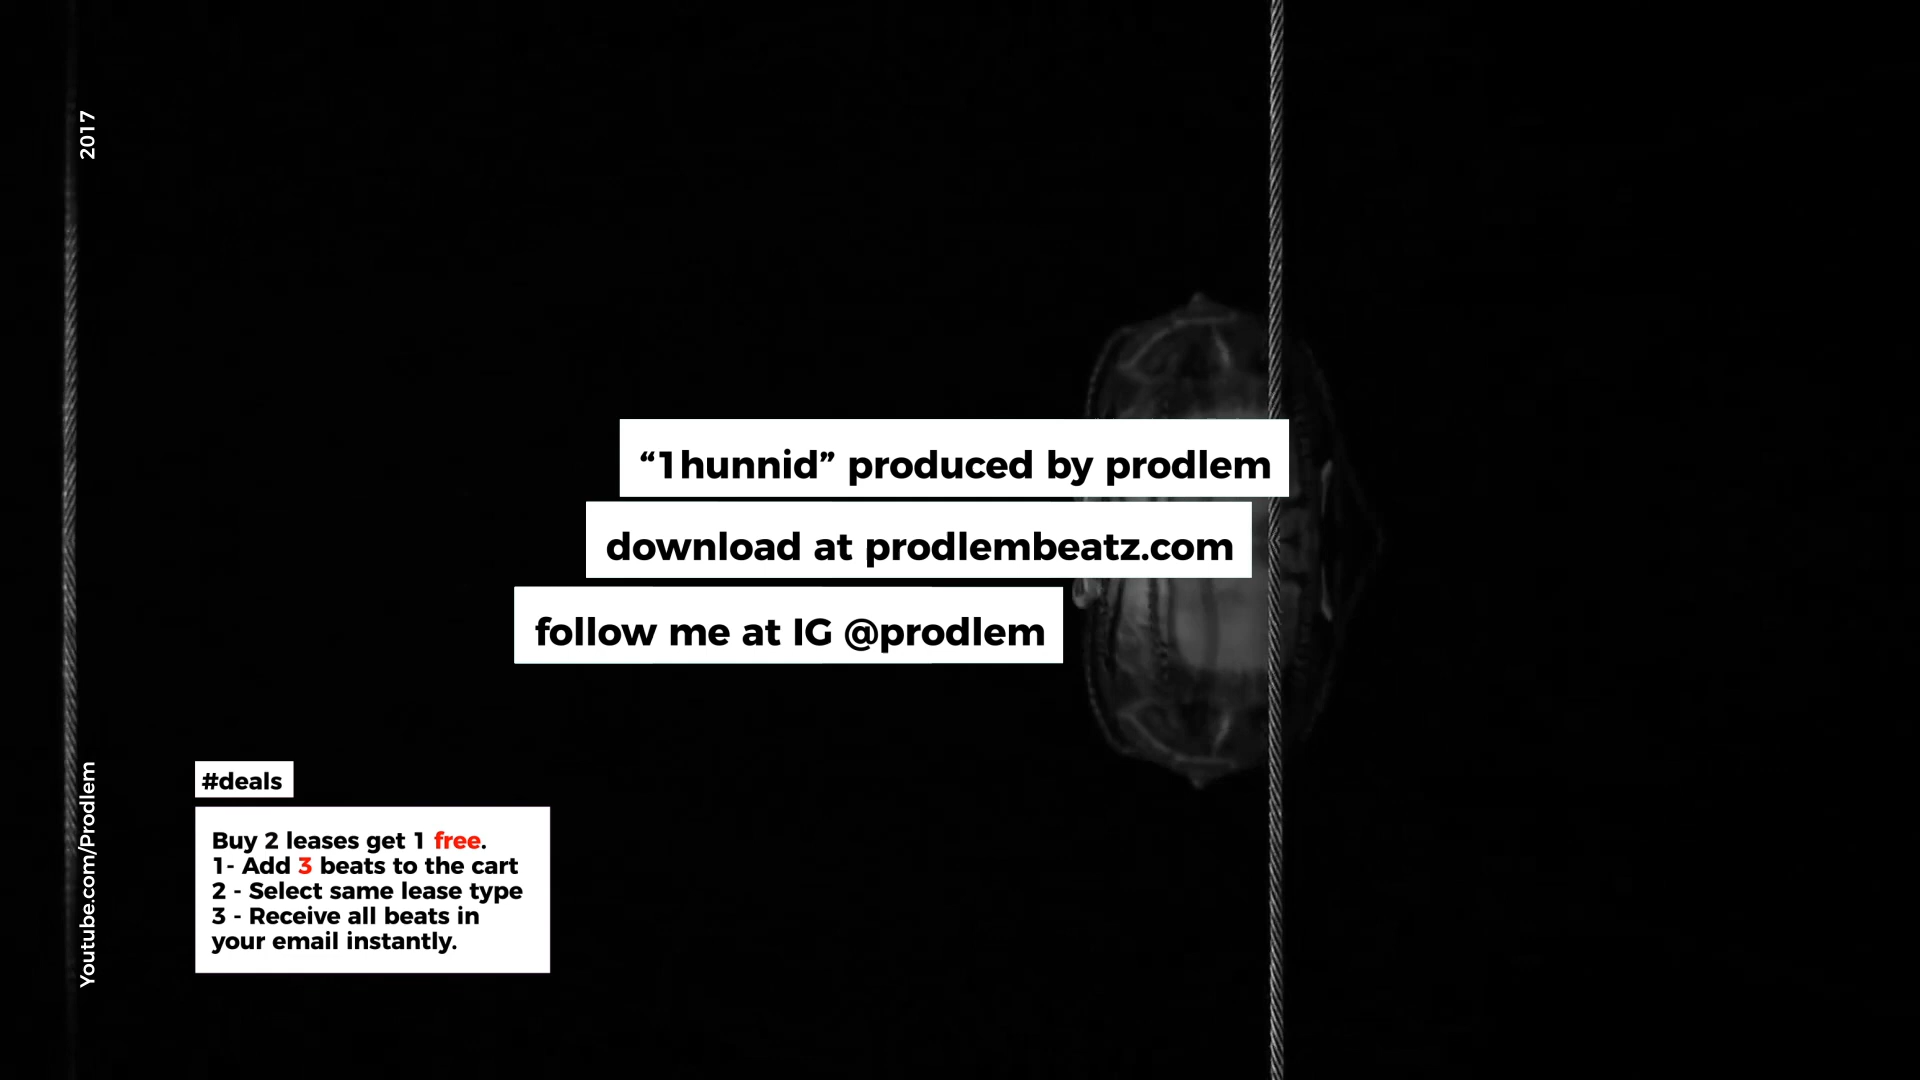 2017
“1hunnid” produced by prodlem
download at prodlembeatz.com
follow me at IG @prodlem
#deals
Buy 2 leases get 1 free.
1- Add 3 beats to the cart
2 - Select same lease type
3 - Receive all beats in
your email instantly.
Youtube.com/Prodlem